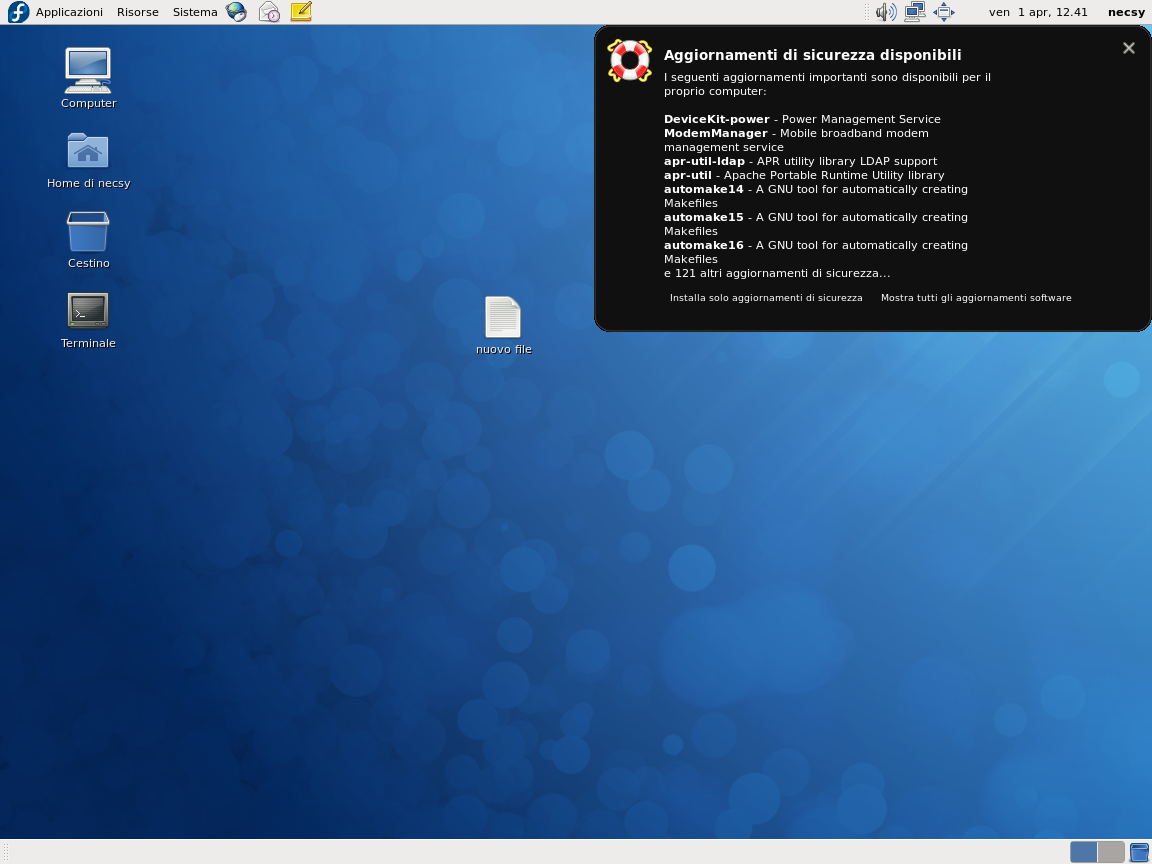 Applicazioni Risorse Sistema ven 1 apr, 12.41 necsy
Computer
Home di necsy
Cestino
Terminale
nuovo file
Aggiornamenti di sicurezza disponibili
I seguenti aggiornamenti importanti sono disponibili per il
proprio computer:
DeviceKit-power - Power Management Service
ModemManager - Mobile broadband modem
management service
apr-util-ldap - APR utility library LDAP support
apr-util - Apache Portable Runtime Utility library
automake14 - A GNU tool for automatically creating
Makefiles
automake15 - A GNU tool for automatically creating
Makefiles
automake16 - A GNU tool for automatically creating
Makefiles
e 121 altri aggiornamenti di sicurezza...
Installa solo aggiornamenti di sicurezza Mostra tutti gli aggiornamenti software